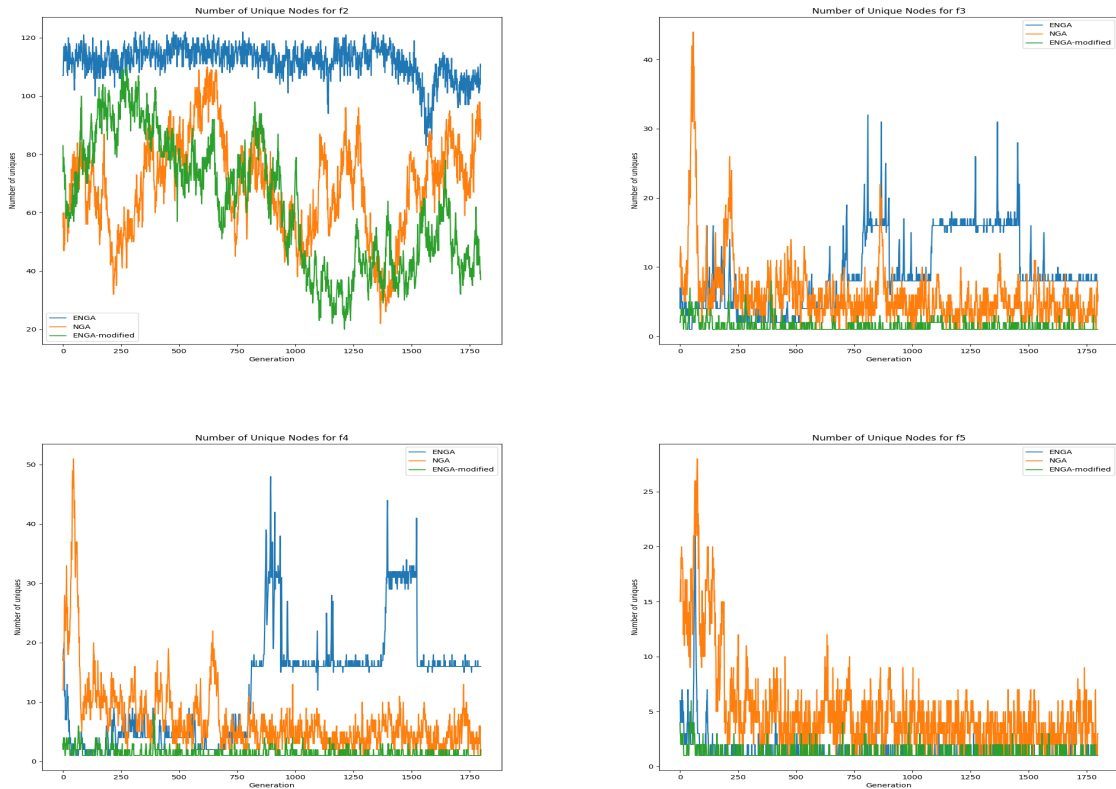 Number of Unique Nodes for f2
Number of uniques
120
100
80
60
40
20
ENGA
NGA
ENGA-modified
0
250
500
750
1000
1250
1500
1750
Generation
Number of Unique Nodes for f3
Number of uniques
40
30
20
10
0
ENGA
NGA
ENGA-modified
0
250
500
750
1000
1250
1500
1750
Generation
Number of Unique Nodes for f4
Number of uniques
50
40
30
20
10
0
ENGA
NGA
ENGA-modified
0
250
500
750
1000
1250
1500
1750
Generation
Number of Unique Nodes for f5
Number of uniques
25
20
15
10
5
0
ENGA
NGA
ENGA-modified
0
250
500
750
1000
1250
1500
1750
Generation